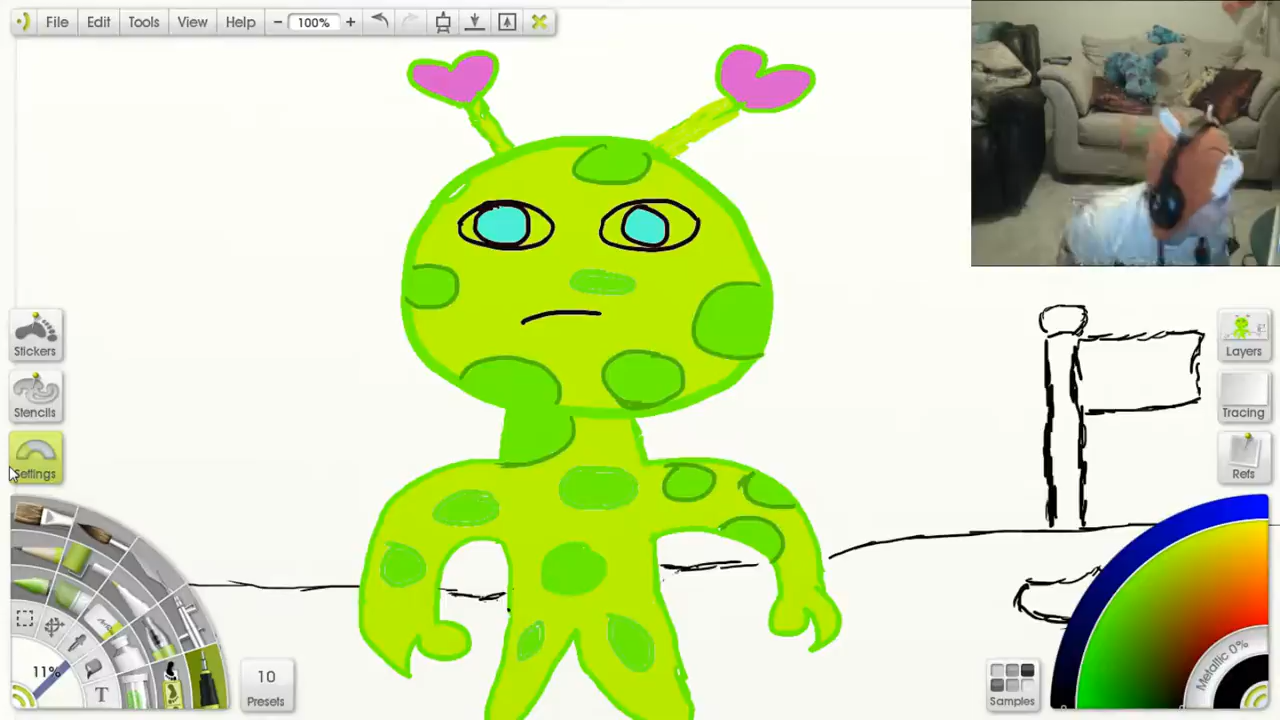 File Edit Tools View Help 100%
Stickers
Stencils
Settings
Layers
Tracing
Refs
11%
T
10
Presets
Samples
Metallic 0%